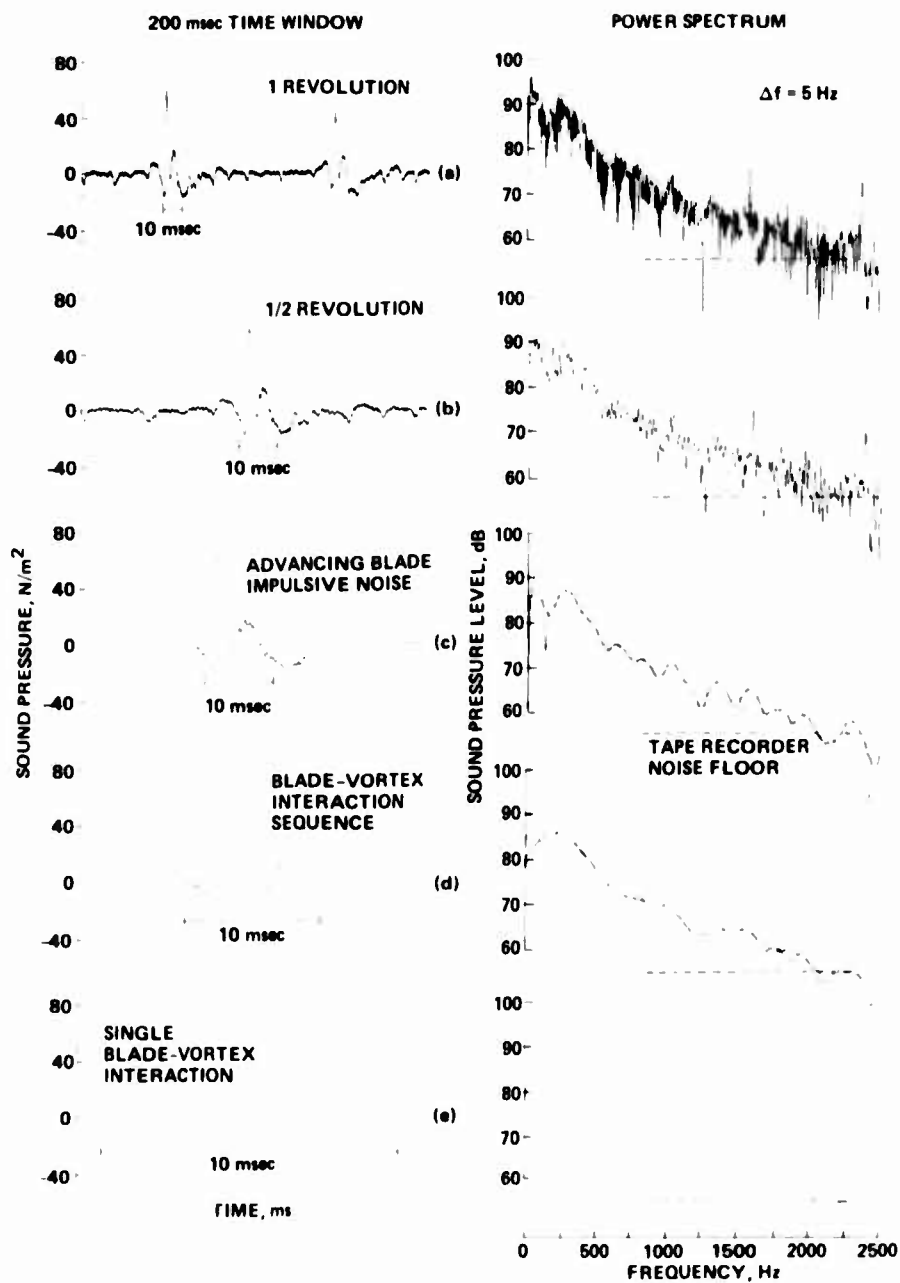 200 msec TIME WINDOW
POWER SPECTRUM
80
40
0
-40
1 REVOLUTION
10 msec
(a)
100
90
80
70
60
Δf = 5 Hz
80
40
0
-40
1/2 REVOLUTION
10 msec
(b)
100
90
80
70
60
SOUND PRESSURE, N/m²
80
40
0
-40
ADVANCING BLADE
IMPULSIVE NOISE
10 msec
(c)
SOUND PRESSURE LEVEL, dB
100
90
80
70
60
TAPE RECORDER
NOISE FLOOR
80
40
0
-40
BLADE-VORTEX
INTERACTION
SEQUENCE
10 msec
(d)
100
90
80
70
60
80
40
0
-40
SINGLE
BLADE-VORTEX
INTERACTION
10 msec
(e)
100
90
80
70
60
TIME, ms
0 500 1000 1500 2000 2500
FREQUENCY, Hz